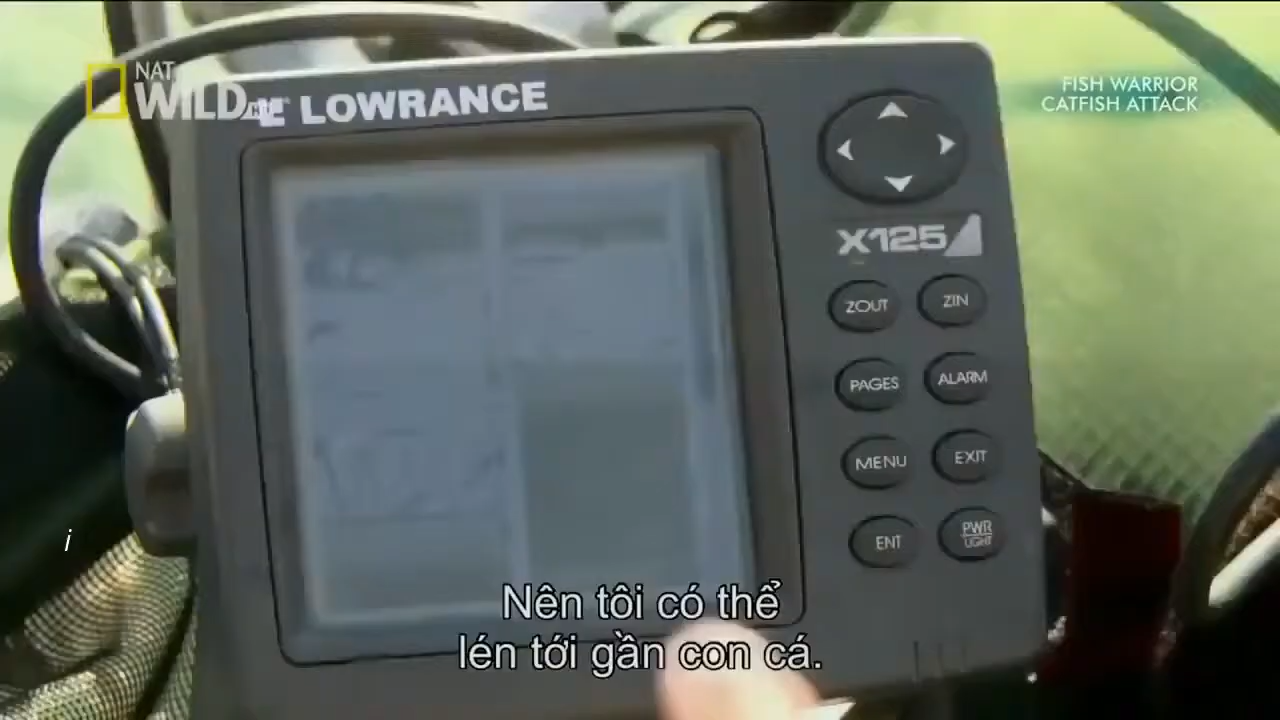 NAT
WILD
LOWRANCE
FISH WARRIOR
CATFISH ATTACK
X125
ZOUT
ZIN
PAGES
ALARM
MENU
EXIT
ENT
PWR
LIGHT
i
Nên tôi có thể
lén tới gần con cá.